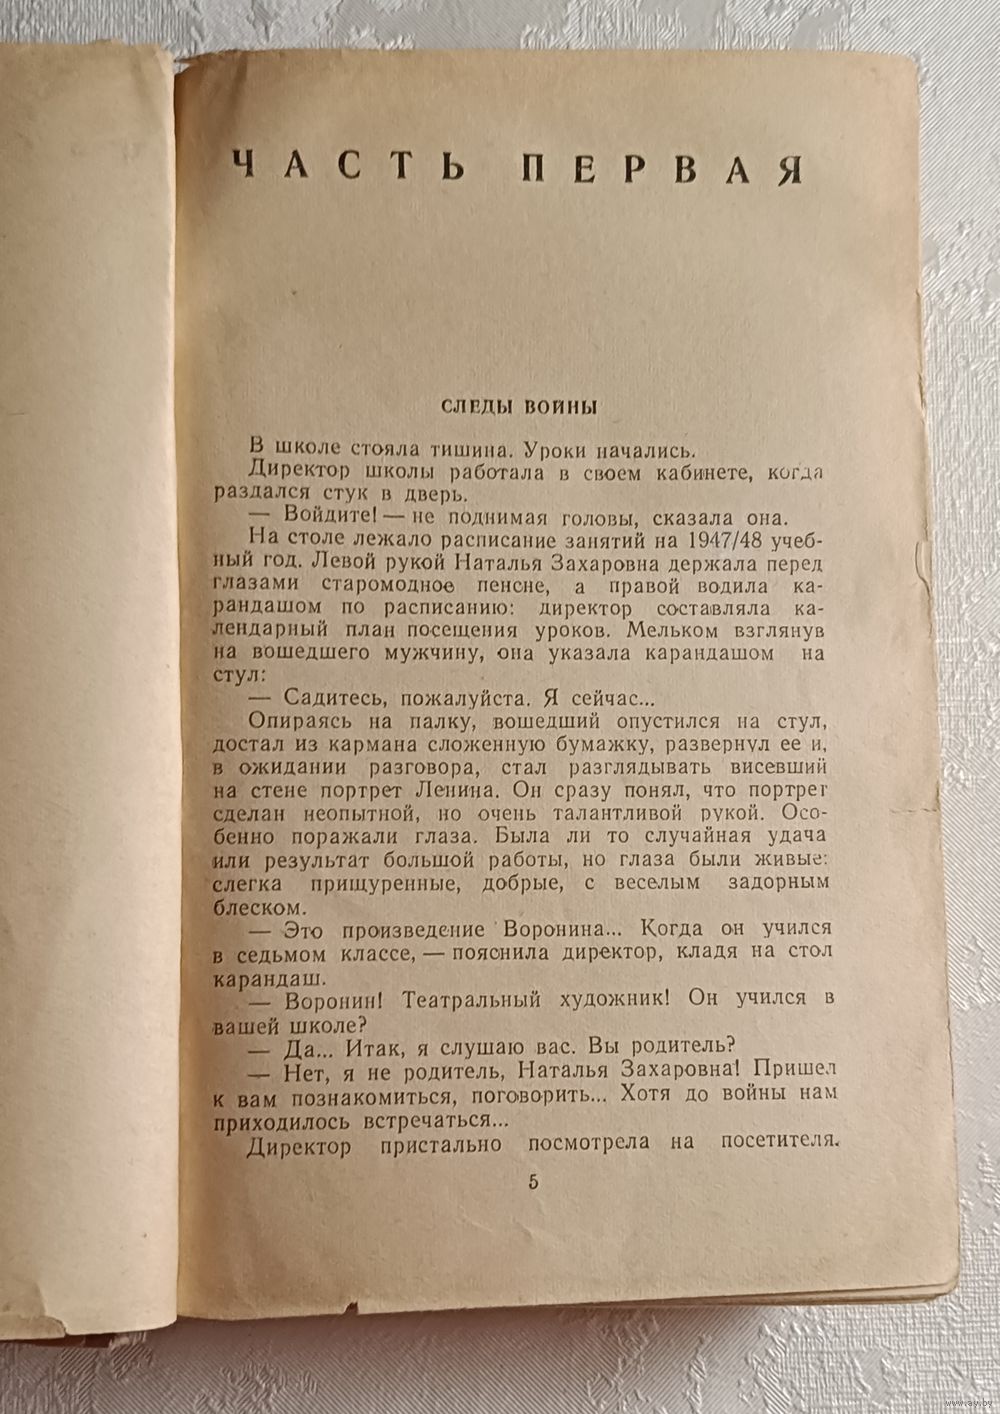 ЧАСТЬ ПЕРВАЯ
СЛЕДЫ ВОЙНЫ
В школе стояла тишина. Уроки начались.
Директор школы работала в своем кабинете, когда
раздался стук в дверь.
— Войдите! — не поднимая головы, сказала она.
На столе лежало расписание занятий на 1947/48 учеб-
ный год. Левой рукой Наталья Захаровна держала перед
глазами старомодное пенсне, а правой водила ка-
рандашом по расписанию: директор составляла ка-
лендарный план посещения уроков. Мельком взглянув
на вошедшего мужчину, она указала карандашом на
стул:
— Садитесь, пожалуйста. Я сейчас...
Опираясь на палку, вошедший опустился на стул,
достал из кармана сложенную бумажку, развернул ее и,
в ожидании разговора, стал разглядывать висевший
на стене портрет Ленина. Он сразу понял, что портрет
сделан неопытной, но очень талантливой рукой. Осо-
бенно поражали глаза. Была ли то случайная удача
или результат большой работы, но глаза были живые:
слегка прищуренные, добрые, с веселым задорным
блеском.
— Это произведение Воронина... Когда он учился
в седьмом классе, — пояснила директор, кладя на стол
карандаш.
— Воронин! Театральный художник! Он учился в
вашей школе?
— Да... Итак, я слушаю вас. Вы родитель?
— Нет, я не родитель, Наталья Захаровна! Пришел
к вам познакомиться, поговорить... Хотя до войны нам
приходилось встречаться...
Директор пристально посмотрела на посетителя.
5
www.ay.by